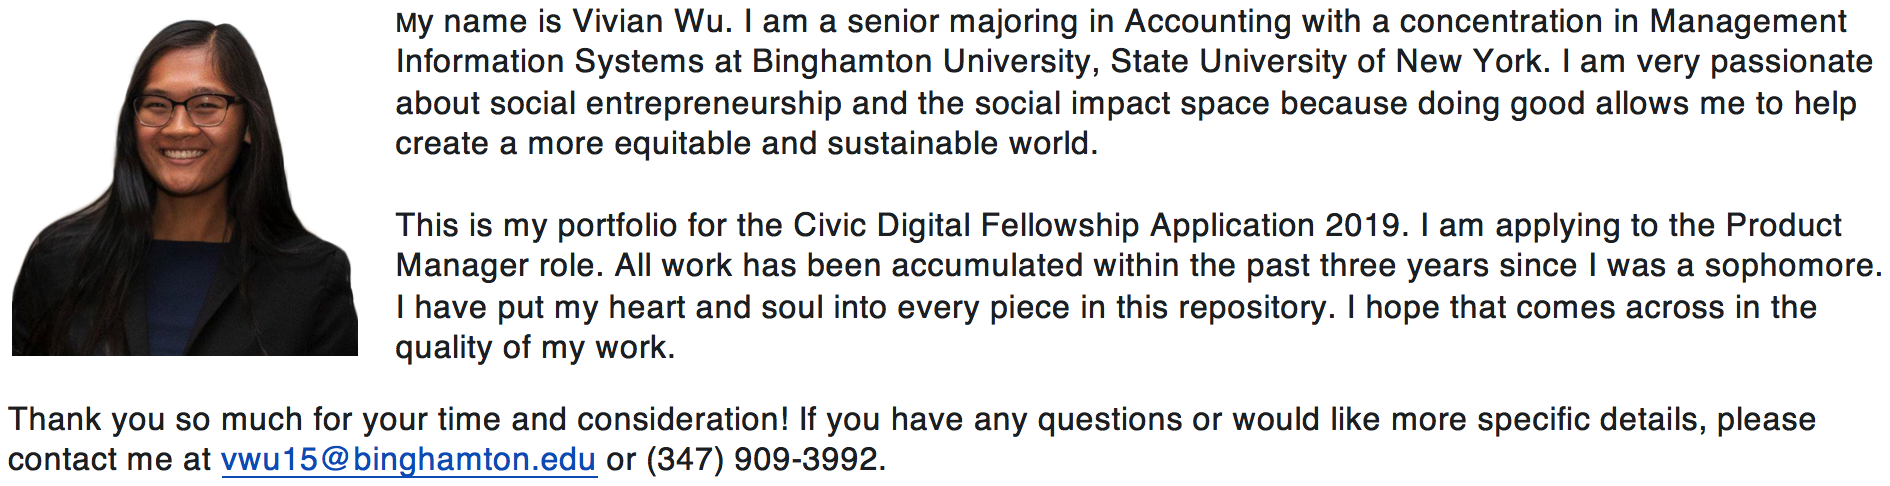 My name is Vivian Wu. I am a senior majoring in Accounting with a concentration in Management
Information Systems at Binghamton University, State University of New York. I am very passionate
about social entrepreneurship and the social impact space because doing good allows me to help
create a more equitable and sustainable world.
This is my portfolio for the Civic Digital Fellowship Application 2019. I am applying to the Product
Manager role. All work has been accumulated within the past three years since I was a sophomore.
I have put my heart and soul into every piece in this repository. I hope that comes across in the
quality of my work.
Thank you so much for your time and consideration! If you have any questions or would like more specific details, please
contact me at vwu15@binghamton.edu or (347) 909-3992.